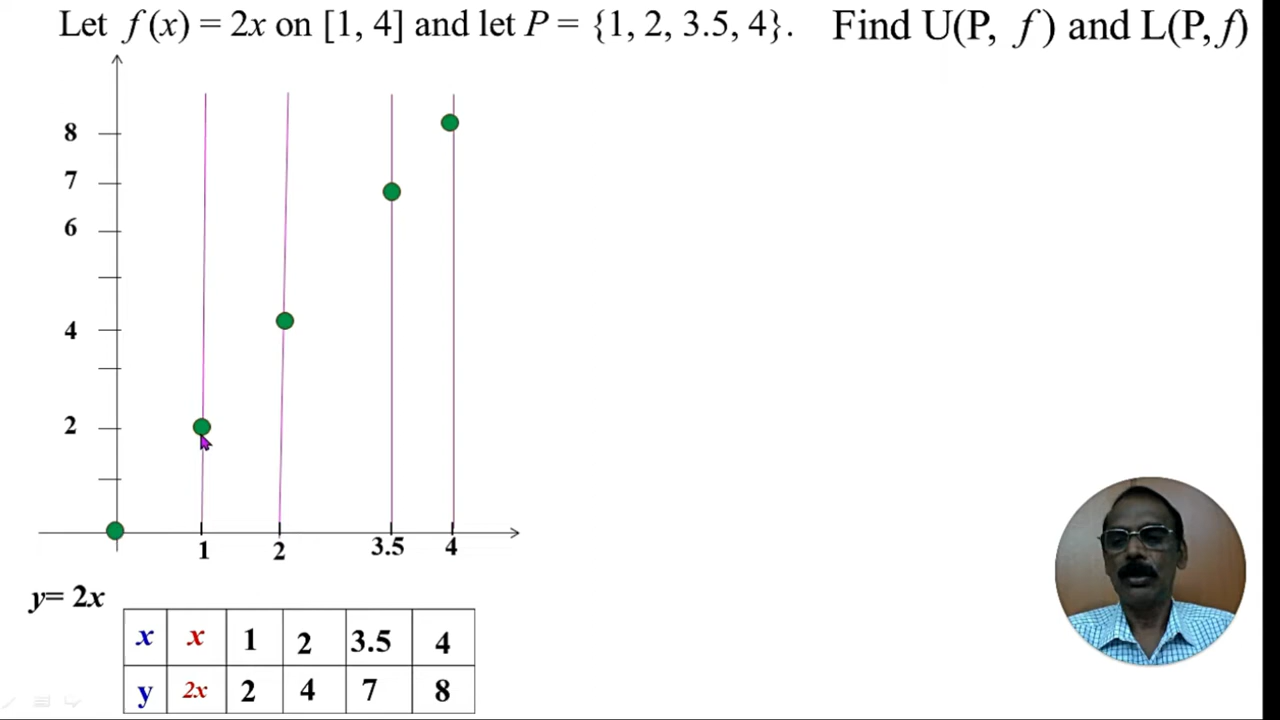 Let f(x) = 2x on [1, 4] and let P = {1, 2, 3.5, 4}. Find U(P, f) and L(P, f)
8
7
6
4
2
1 2 3.5 4
y= 2x
x x 1 2 3.5 4
y 2x 2 4 7 8